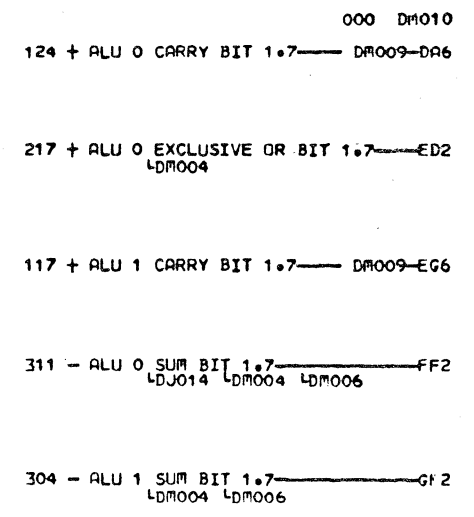 000 DM010
124 + ALU 0 CARRY BIT 1.7 DM009 DA6
217 + ALU 0 EXCLUSIVE OR BIT 1.7 ED2
DM004
117 + ALU 1 CARRY BIT 1.7 DM009 EG6
311 - ALU 0 SUM BIT 1.7 FF2
DJ014 DM004 DM006
304 - ALU 1 SUM BIT 1.7
DM004 DM006